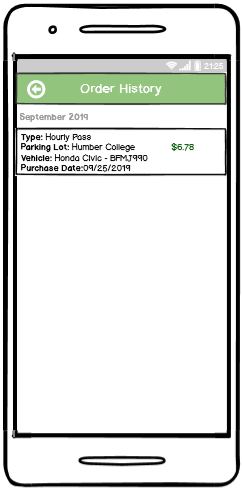 21:25
Order History
September 2019
Type: Hourly Pass
Parking Lot: Humber College $6.78
Vehicle: Honda Civic - BFMJ990
Purchase Date:09/25/2019